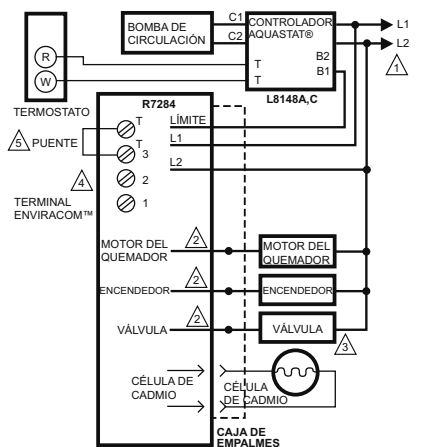 BOMBA DE
CIRCULACIÓN
C1
C2
CONTROLADOR
AQUASTAT®
B2
B1
T
T
L1
L2
1
L8148A,C
R
W
TERMOSTATO
R7284
5
PUENTE
T
T
3
4
2
1
TERMINAL
ENVIRACOM™
LÍMITE
L1
L2
MOTOR DEL
QUEMADOR
2
MOTOR DEL
QUEMADOR
ENCENDEDOR
2
ENCENDEDOR
VÁLVULA
2
VÁLVULA
3
CÉLULA DE
CADMIO
CÉLULA
DE CADMIO
CAJA DE
EMPALMES